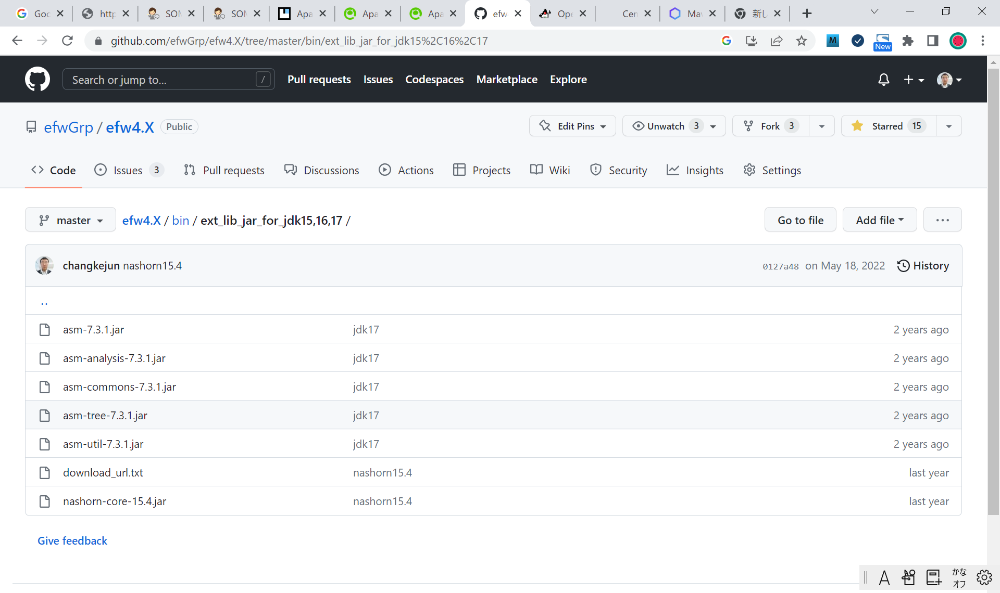 Goo
http
SOM
SOM
Apa
Apa
Apa
efw
Ope
Cen
Mav
新し
github.com/efwGrp/efw4.X/tree/master/bin/ext_lib_jar_for_jdk15%2C16%2C17
M
New
Search or jump to... /
Pull requests Issues Codespaces Marketplace Explore
efwGrp / efw4.X Public
Edit Pins Unwatch 3 Fork 3 Starred 15
Code Issues 3 Pull requests Discussions Actions Projects Wiki Security Insights Settings
master efw4.X / bin / ext_lib_jar_for_jdk15,16,17 /
Go to file Add file ...
changkejun nashorn15.4 0127a48 on May 18, 2022 History
..
asm-7.3.1.jar jdk17 2 years ago
asm-analysis-7.3.1.jar jdk17 2 years ago
asm-commons-7.3.1.jar jdk17 2 years ago
asm-tree-7.3.1.jar jdk17 2 years ago
asm-util-7.3.1.jar jdk17 2 years ago
download_url.txt nashorn15.4 last year
nashorn-core-15.4.jar nashorn15.4 last year
Give feedback
A
かな
オフ